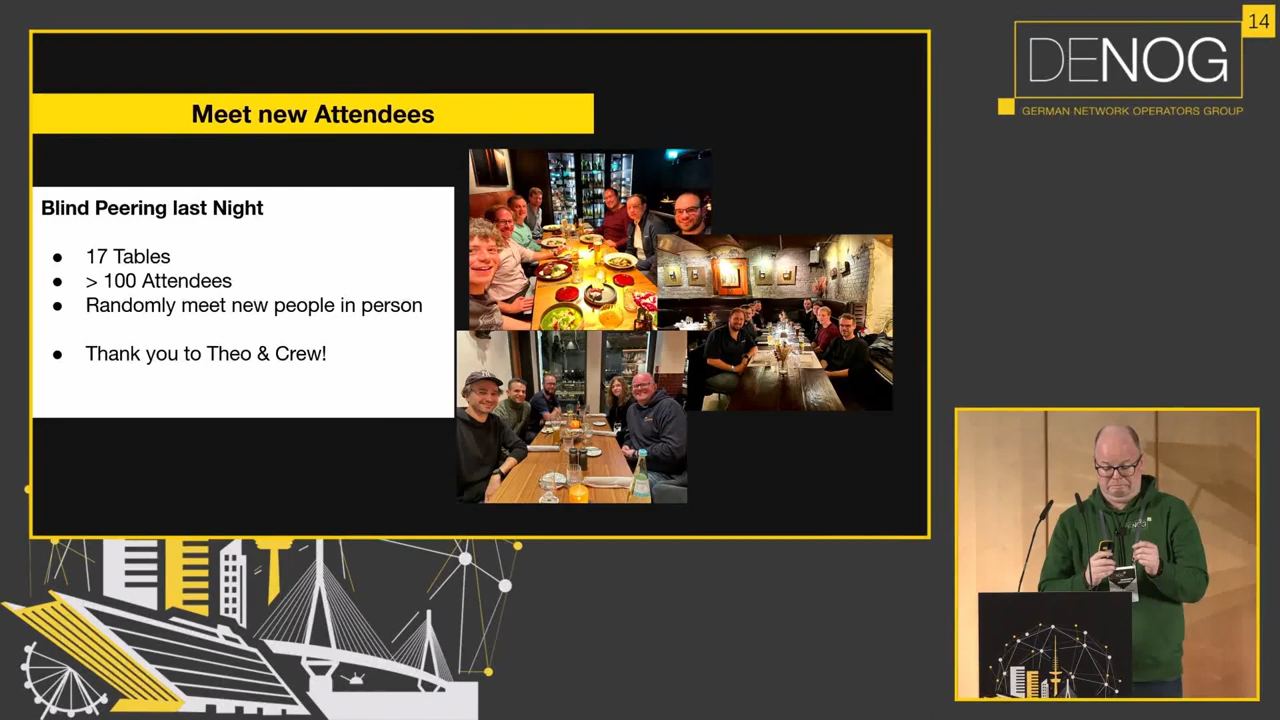 14
DENOG
GERMAN NETWORK OPERATORS GROUP
Meet new Attendees
Blind Peering last Night
● 17 Tables
● > 100 Attendees
● Randomly meet new people in person
● Thank you to Theo & Crew!